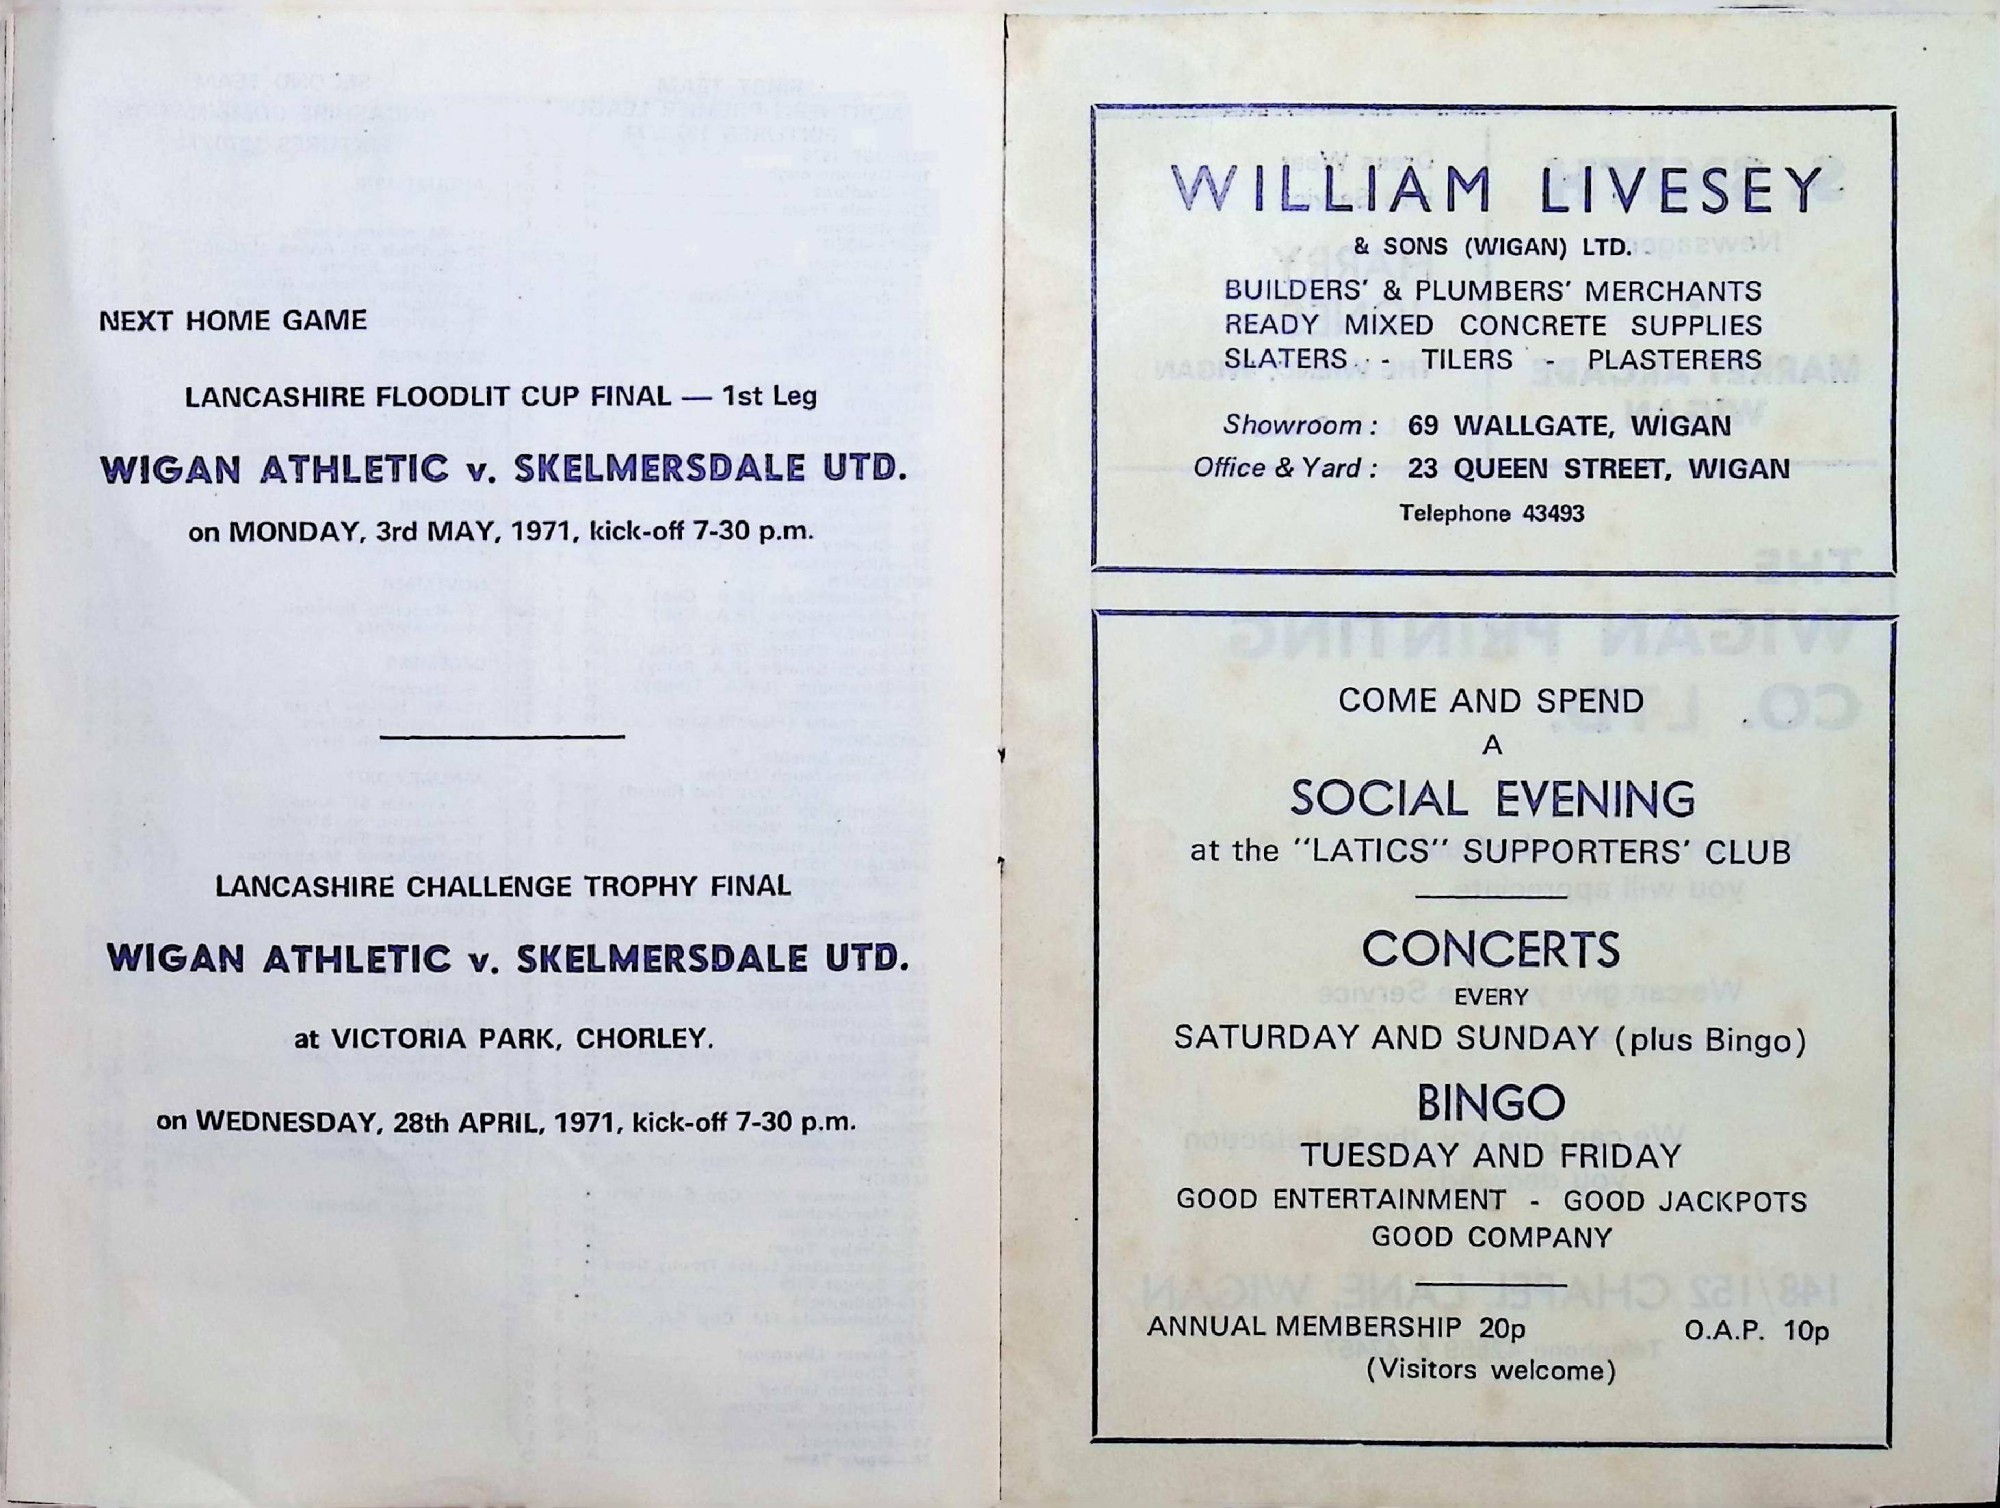 NEXT HOME GAME
LANCASHIRE FLOODLIT CUP FINAL — 1st Leg
WIGAN ATHLETIC v. SKELMERSDALE UTD.
on MONDAY, 3rd MAY, 1971, kick-off 7-30 p.m.
LANCASHIRE CHALLENGE TROPHY FINAL
WIGAN ATHLETIC v. SKELMERSDALE UTD.
at VICTORIA PARK, CHORLEY.
on WEDNESDAY, 28th APRIL, 1971, kick-off 7-30 p.m.
WILLIAM LIVESEY
& SONS (WIGAN) LTD.
BUILDERS' & PLUMBERS' MERCHANTS
READY MIXED CONCRETE SUPPLIES
SLATERS - TILERS - PLASTERERS
Showroom : 69 WALLGATE, WIGAN
Office & Yard : 23 QUEEN STREET, WIGAN
Telephone 43493
COME AND SPEND
A
SOCIAL EVENING
at the "LATICS" SUPPORTERS' CLUB
CONCERTS
EVERY
SATURDAY AND SUNDAY (plus Bingo)
BINGO
TUESDAY AND FRIDAY
GOOD ENTERTAINMENT - GOOD JACKPOTS
GOOD COMPANY
ANNUAL MEMBERSHIP 20p O.A.P. 10p
(Visitors welcome)